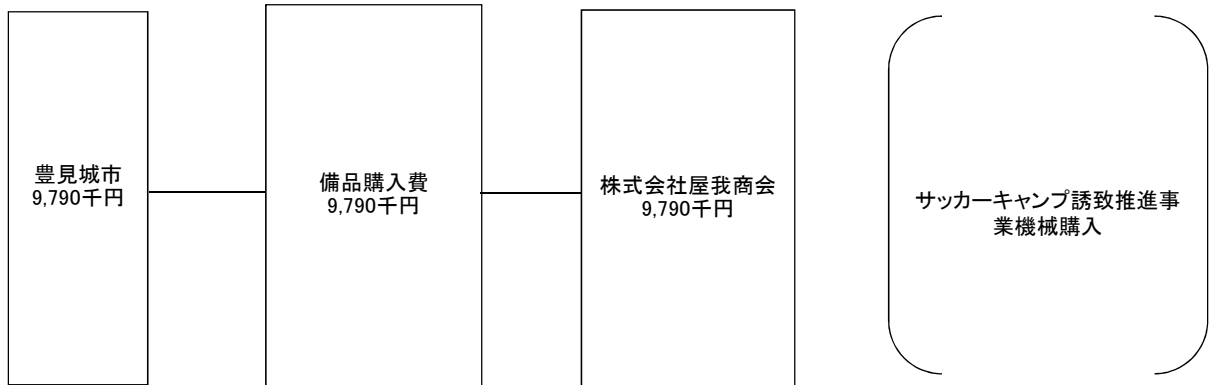 豊見城市
9,790千円
備品購入費
9,790千円
株式会社屋我商会
9,790千円
サッカーキャンプ誘致推進事
業機械購入